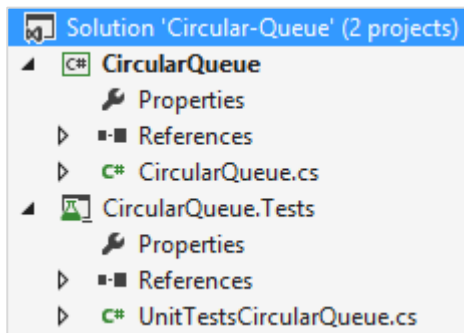 Solution 'Circular-Queue' (2 projects)
C# CircularQueue
Properties
References
C# CircularQueue.cs
CircularQueue.Tests
Properties
References
C# UnitTestsCircularQueue.cs